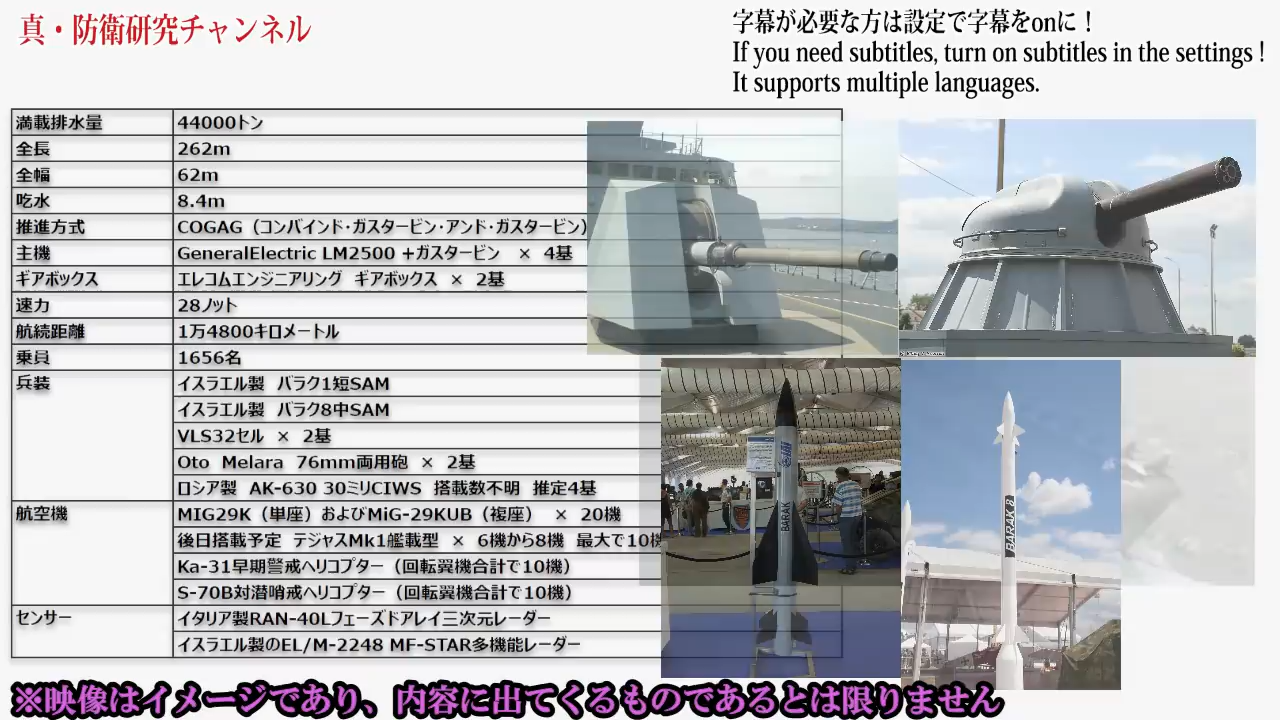 真・防衛研究チャンネル
字幕が必要な方は設定で字幕をonに！
If you need subtitles, turn on subtitles in the settings !
It supports multiple languages.
満載排水量 44000トン
全長 262m
全幅 62m
吃水 8.4m
推進方式 COGAG（コンバインド･ガスタービン･アンド･ガスタービン）
主機 GeneralElectric LM2500 +ガスタービン × 4基
ギアボックス エレコムエンジニアリング ギアボックス × 2基
速力 28ノット
航続距離 1万4800キロメートル
乗員 1656名
兵装 イスラエル製 バラク1短SAM
イスラエル製 バラク8中SAM
VLS32セル × 2基
Oto Melara 76mm両用砲 × 2基
ロシア製 AK-630 30ミリCIWS 搭載数不明 推定4基
航空機 MIG29K（単座）およびMiG-29KUB（複座） × 20機
後日搭載予定 テジャスMk1艦載型 × 6機から8機 最大で10機
Ka-31早期警戒ヘリコプター（回転翼機合計で10機）
S-70B対潜哨戒ヘリコプター（回転翼機合計で10機）
センサー イタリア製RAN-40Lフェーズドアレイ三次元レーダー
イスラエル製のEL/M-2248 MF-STAR多機能レーダー
BARAK
BARAK 8
※映像はイメージであり、内容に出てくるものであるとは限りません